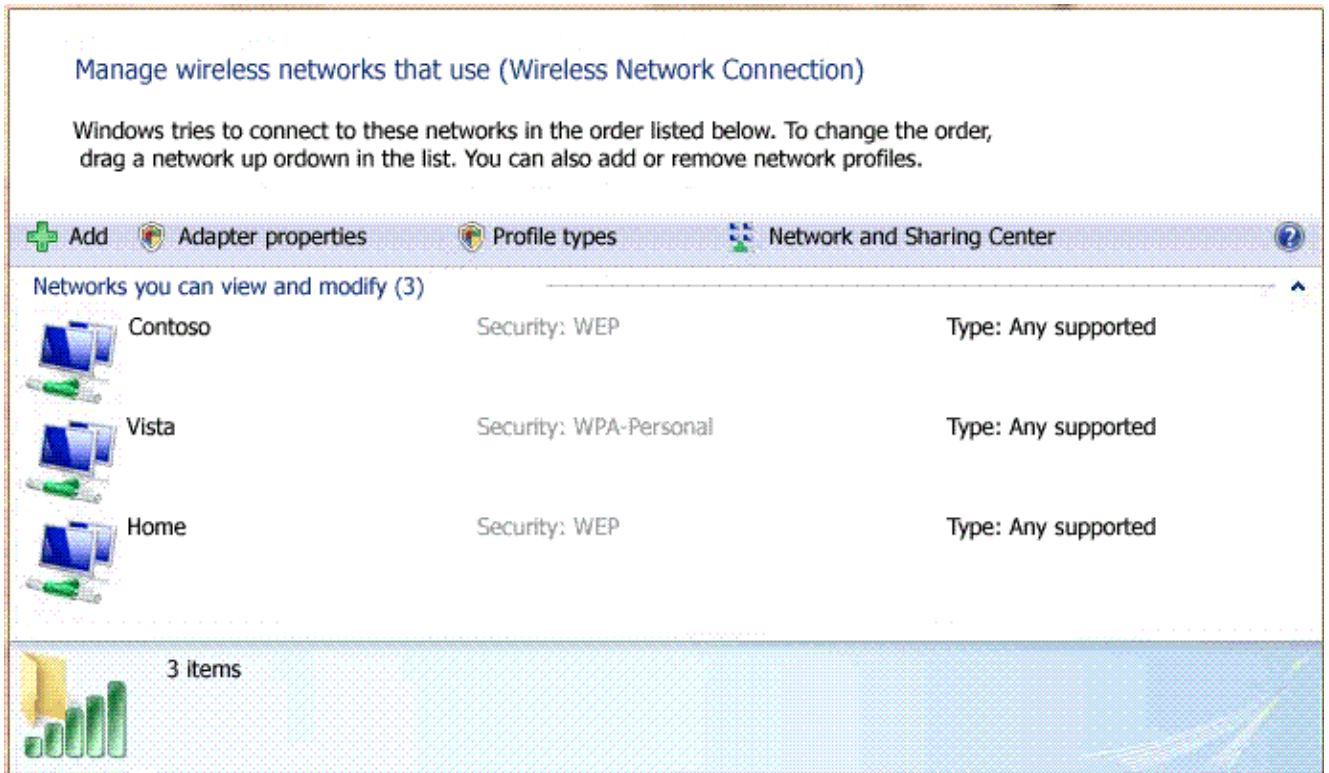 Manage wireless networks that use (Wireless Network Connection)
Windows tries to connect to these networks in the order listed below. To change the order,
drag a network up ordown in the list. You can also add or remove network profiles.
Add Adapter properties Profile types Network and Sharing Center
Networks you can view and modify (3)
Contoso Security: WEP Type: Any supported
Vista Security: WPA-Personal Type: Any supported
Home Security: WEP Type: Any supported
3 items